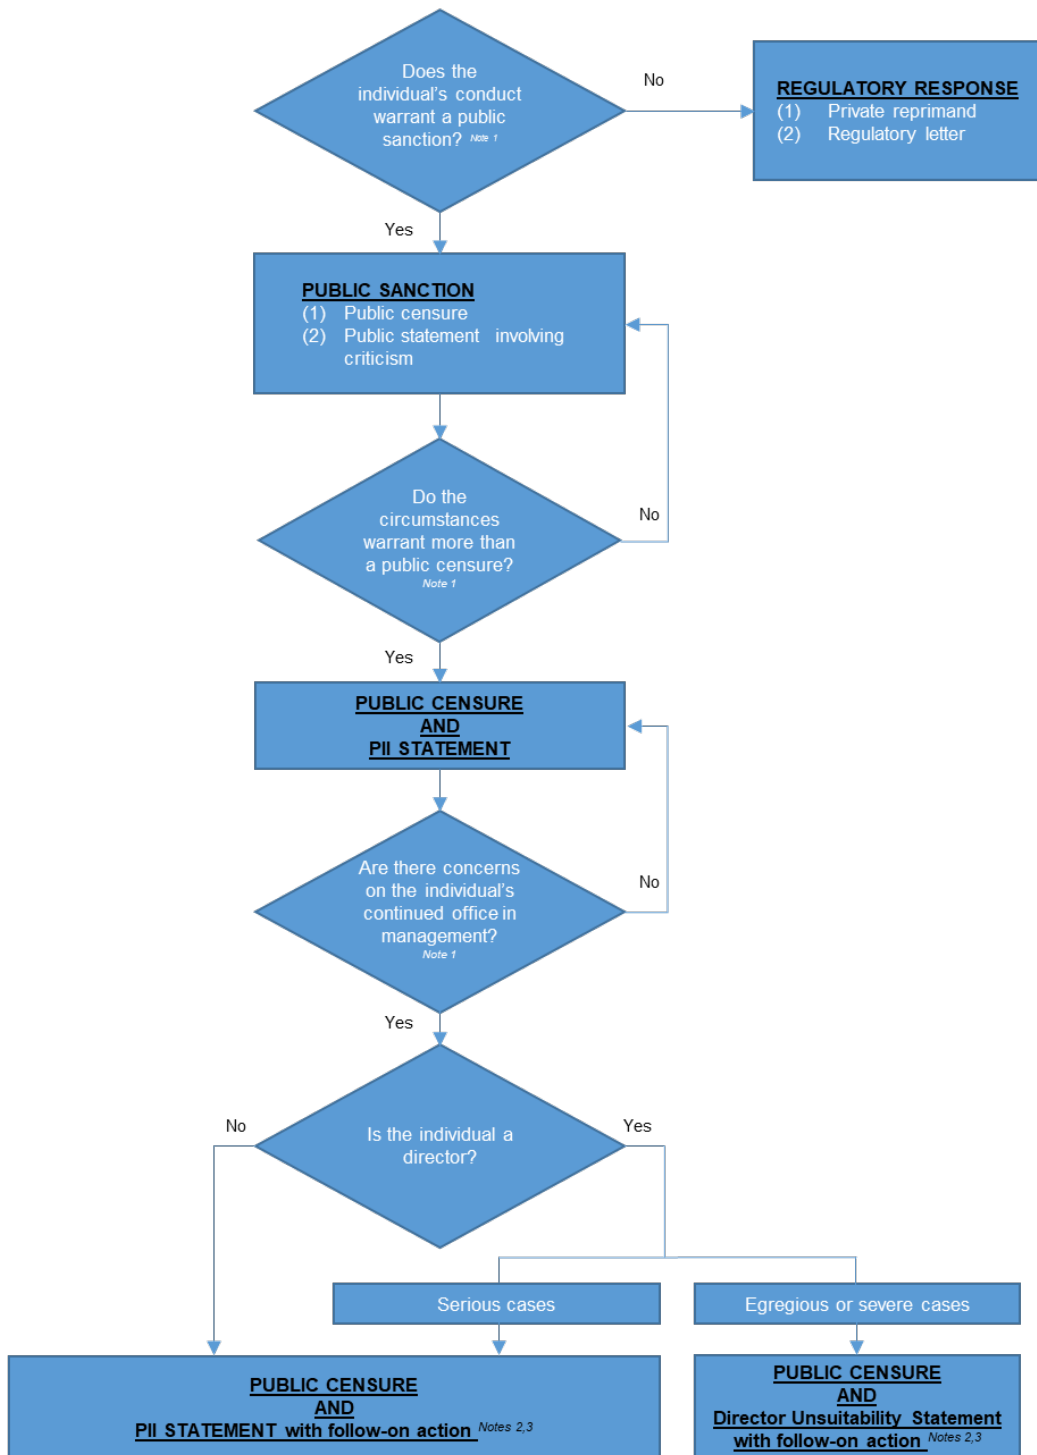 Does the
individual's conduct
warrant a public
sanction? Note 1
No
REGULATORY RESPONSE
(1) Private reprimand
(2) Regulatory letter
Yes
PUBLIC SANCTION
(1) Public censure
(2) Public statement involving
criticism
Do the
circumstances
warrant more than
a public censure?
Note 1
No
Yes
PUBLIC CENSURE
AND
PII STATEMENT
Are there concerns
on the individual's
continued office in
management?
Note 1
No
Yes
Is the individual a
director?
No
Yes
Serious cases
Egregious or severe cases
PUBLIC CENSURE
AND
PII STATEMENT with follow-on action Notes 2,3
PUBLIC CENSURE
AND
Director Unsuitability Statement
with follow-on action Notes 2,3